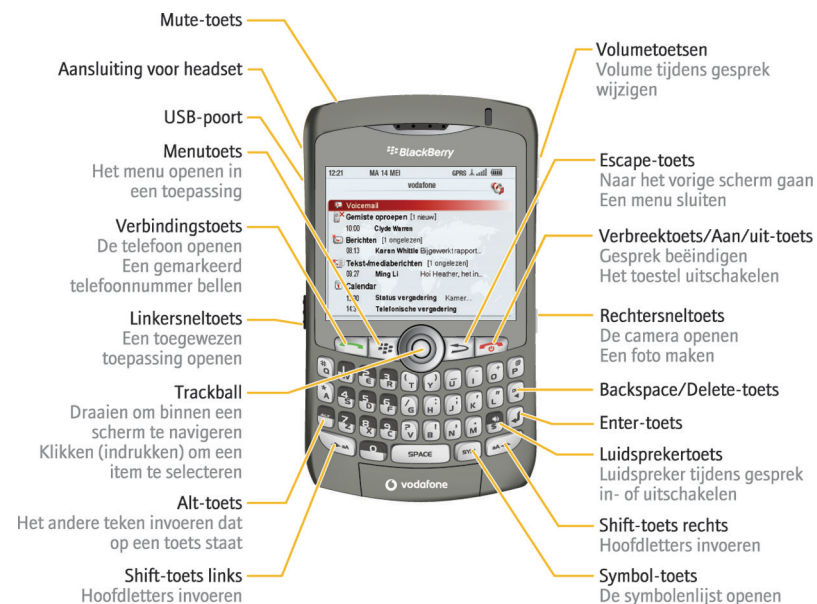 Mute-toets
Aansluiting voor headset
USB-poort
Menutoets
Het menu openen in
een toepassing
Verbindingstoets
De telefoon openen
Een gemarkeerd
telefoonnummer bellen
Linkersneltoets
Een toegewezen
toepassing openen
Trackball
Draaien om binnen een
scherm te navigeren
Klikken (indrukken) om een
item te selecteren
Alt-toets
Het andere teken invoeren dat
op een toets staat
Shift-toets links
Hoofdletters invoeren
BlackBerry
12:21 MA 14 MEI GPRS
vodafone
Voicemail
Gemiste oproepen [1 nieuw]
10:00 Clyde Warren
Berichten [1 ongelezen]
08:13 Karen Whittle Bijgewerkt rapport...
Tekst-/mediaberichten [1 ongelezen]
09:27 Ming Li Hoi Heather, het in...
Calendar
Status vergadering Kamer...
Telefonische vergadering
Q E R T Y U I O P
A S D F G H J K L
Z X C V B N M $
SPACE
vodafone
Volumetoetsen
Volume tijdens gesprek
wijzigen
Escape-toets
Naar het vorige scherm gaan
Een menu sluiten
Verbreektoets/Aan/uit-toets
Gesprek beëindigen
Het toestel uitschakelen
Rechtersneltoets
De camera openen
Een foto maken
Backspace/Delete-toets
Enter-toets
Luidsprekertoets
Luidspreker tijdens gesprek
in- of uitschakelen
Shift-toets rechts
Hoofdletters invoeren
Symbol-toets
De symbolenlijst openen